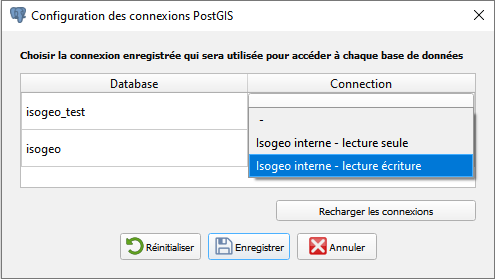 Configuration des connexions PostGIS
Choisir la connexion enregistrée qui sera utilisée pour accéder à chaque base de données
Database Connection
isogeo_test
-
isogeo
Isogeo interne - lecture seule
Isogeo interne - lecture écriture
Recharger les connexions
Réinitialiser Enregistrer Annuler